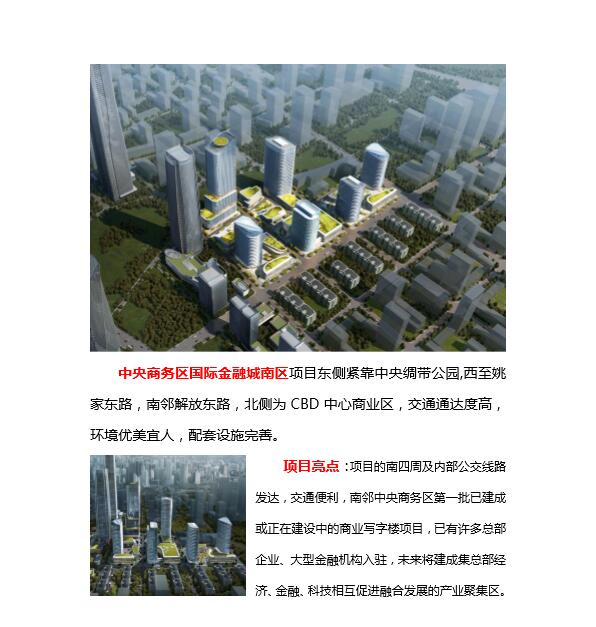 中央商务区国际金融城南区项目东侧紧靠中央绸带公园,西至姚
家东路，南邻解放东路，北侧为 CBD 中心商业区，交通通达度高，
环境优美宜人，配套设施完善。
项目亮点：项目的南四周及内部公交线路
发达，交通便利，南邻中央商务区第一批已建成
或正在建设中的商业写字楼项目，已有许多总部
企业、大型金融机构入驻，未来将建成集总部经
济、金融、科技相互促进融合发展的产业聚集区。